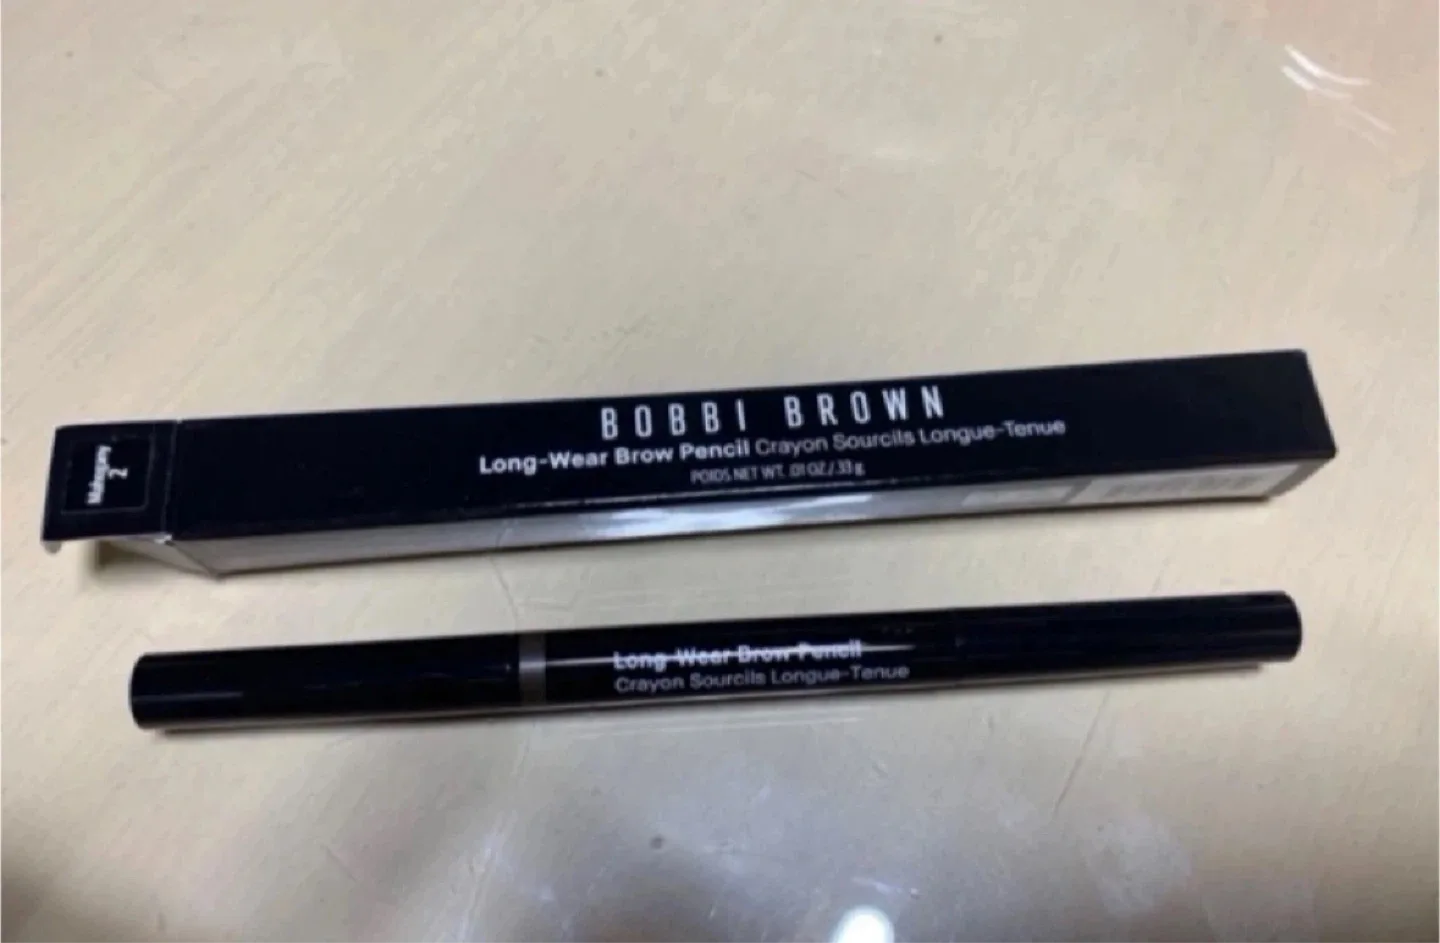 BOBBI BROWN
Long-Wear Brow Pencil Crayon Sourcils Longue-Tenue
POIDS NET WT. .01 OZ / .33 g
Mahogany
2
Long-Wear Brow Pencil
Crayon Sourcils Longue-Tenue